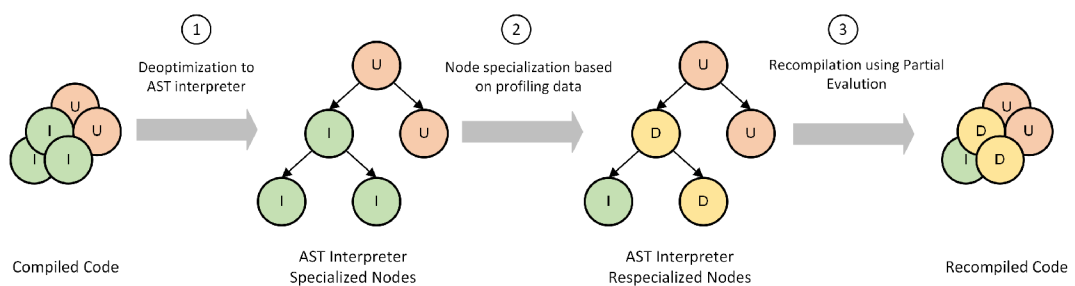 1
Deoptimization to
AST interpreter
2
Node specialization based
on profiling data
3
Recompilation using Partial
Evalution
U
I
U
I
I
U
I
U
I
I
U
D
U
I
D
U
D
U
I
D
Compiled Code
AST Interpreter
Specialized Nodes
AST Interpreter
Respecialized Nodes
Recompiled Code